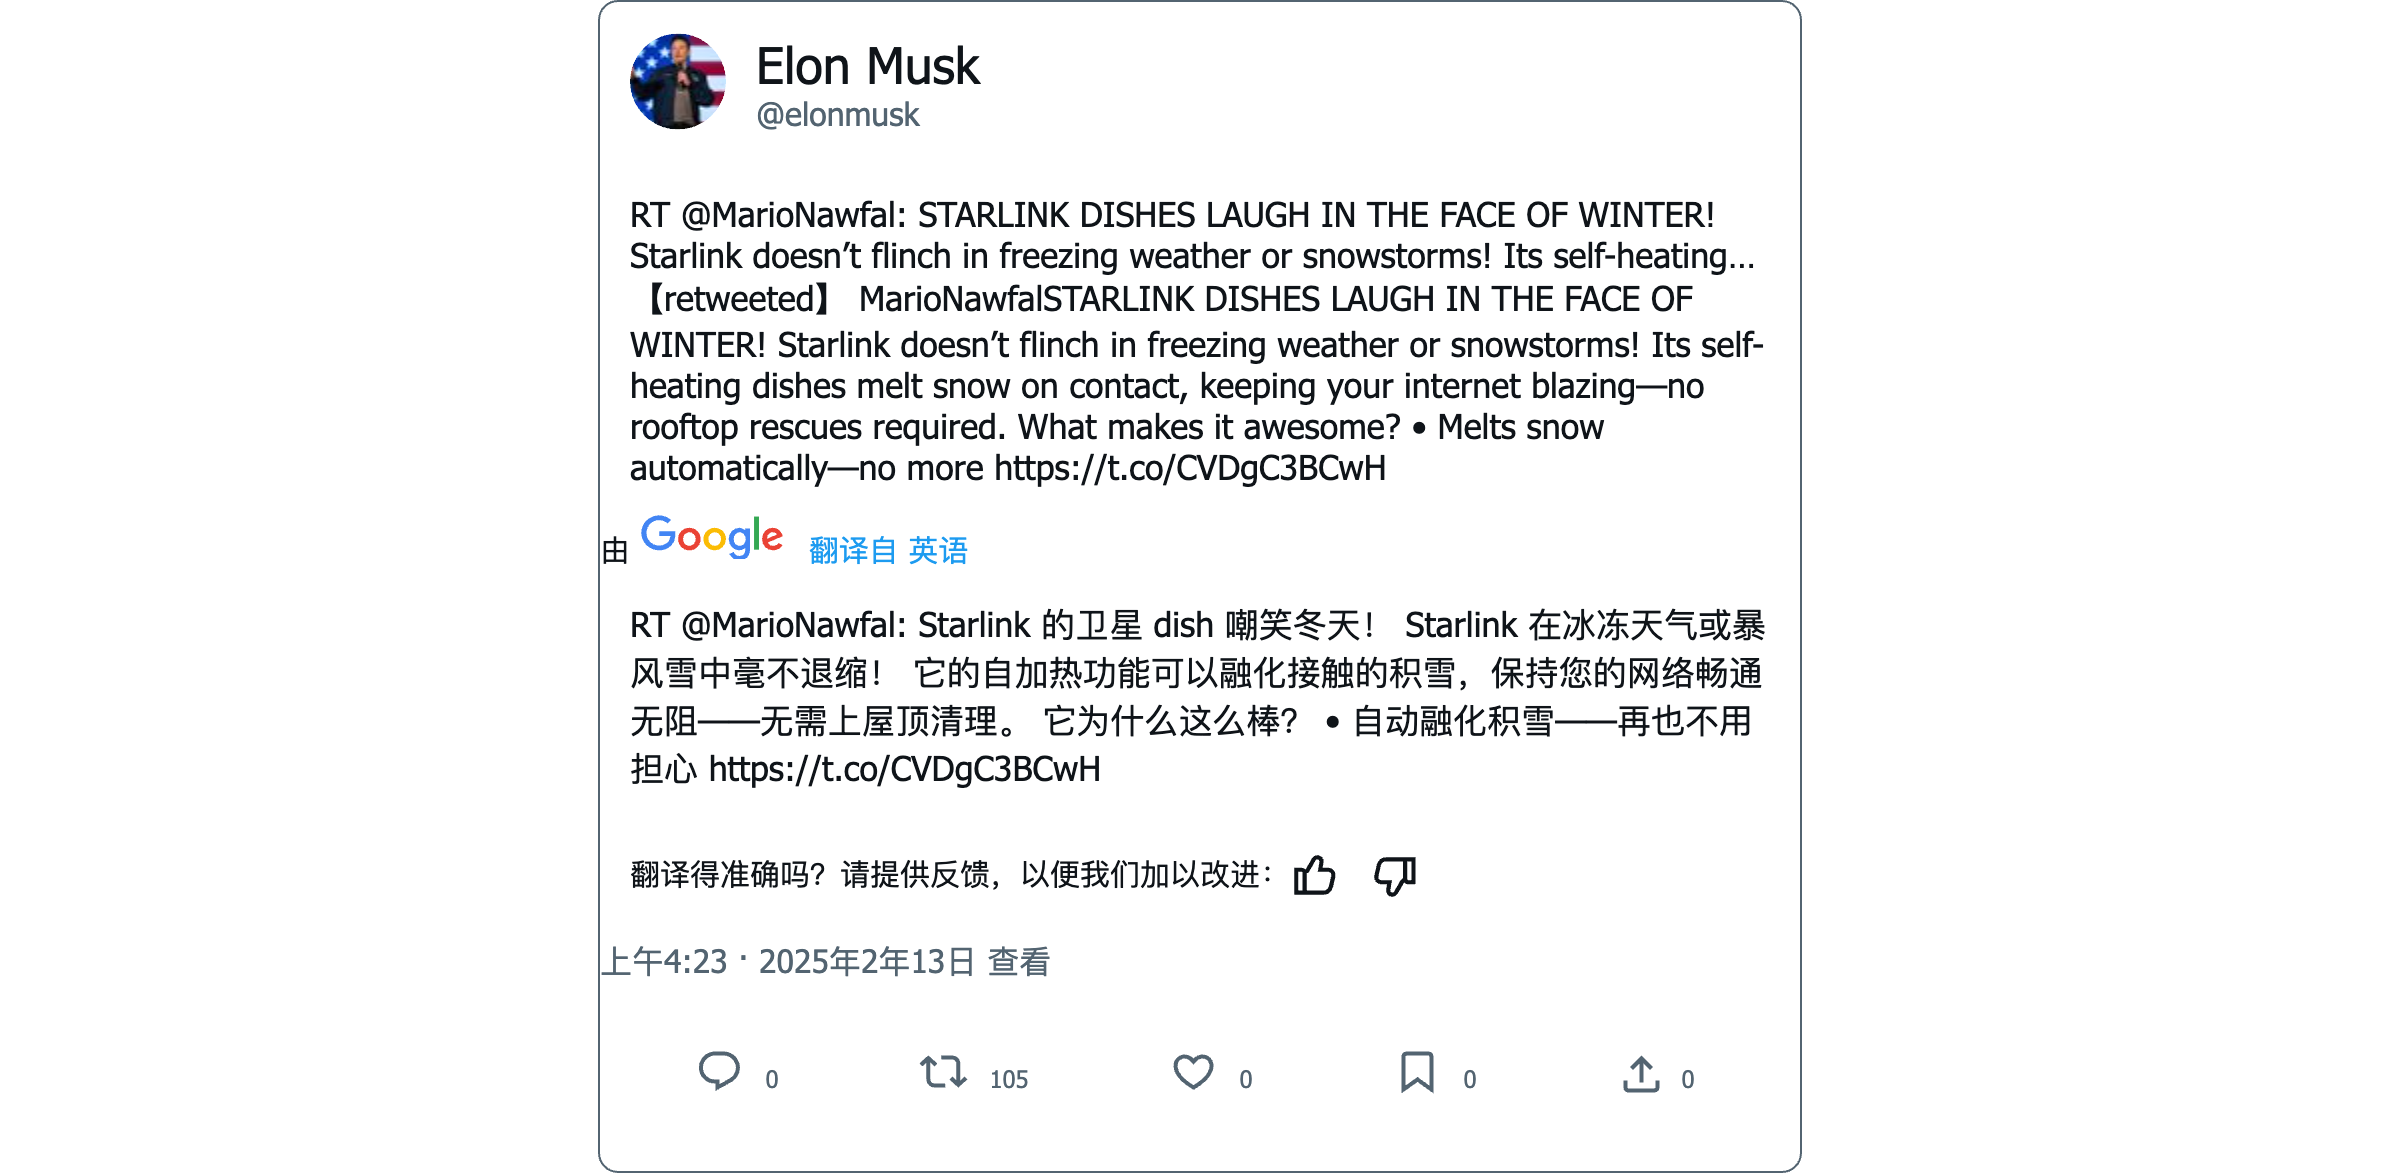 Elon Musk
@elonmusk
RT @MarioNawfal: STARLINK DISHES LAUGH IN THE FACE OF WINTER!
Starlink doesn’t flinch in freezing weather or snowstorms! Its self-heating...
【retweeted】 MarioNawfalSTARLINK DISHES LAUGH IN THE FACE OF
WINTER! Starlink doesn’t flinch in freezing weather or snowstorms! Its self-
heating dishes melt snow on contact, keeping your internet blazing—no
rooftop rescues required. What makes it awesome? • Melts snow
automatically—no more https://t.co/CVDgC3BCwH
由 Google 翻译自 英语
RT @MarioNawfal: Starlink 的卫星 dish 嘲笑冬天！ Starlink 在冰冻天气或暴
风雪中毫不退缩！ 它的自加热功能可以融化接触的积雪，保持您的网络畅通
无阻——无需上屋顶清理。 它为什么这么棒？ • 自动融化积雪——再也不用
担心 https://t.co/CVDgC3BCwH
翻译得准确吗？请提供反馈，以便我们加以改进：
上午4:23 · 2025年2年13日 查看
0 105 0 0 0